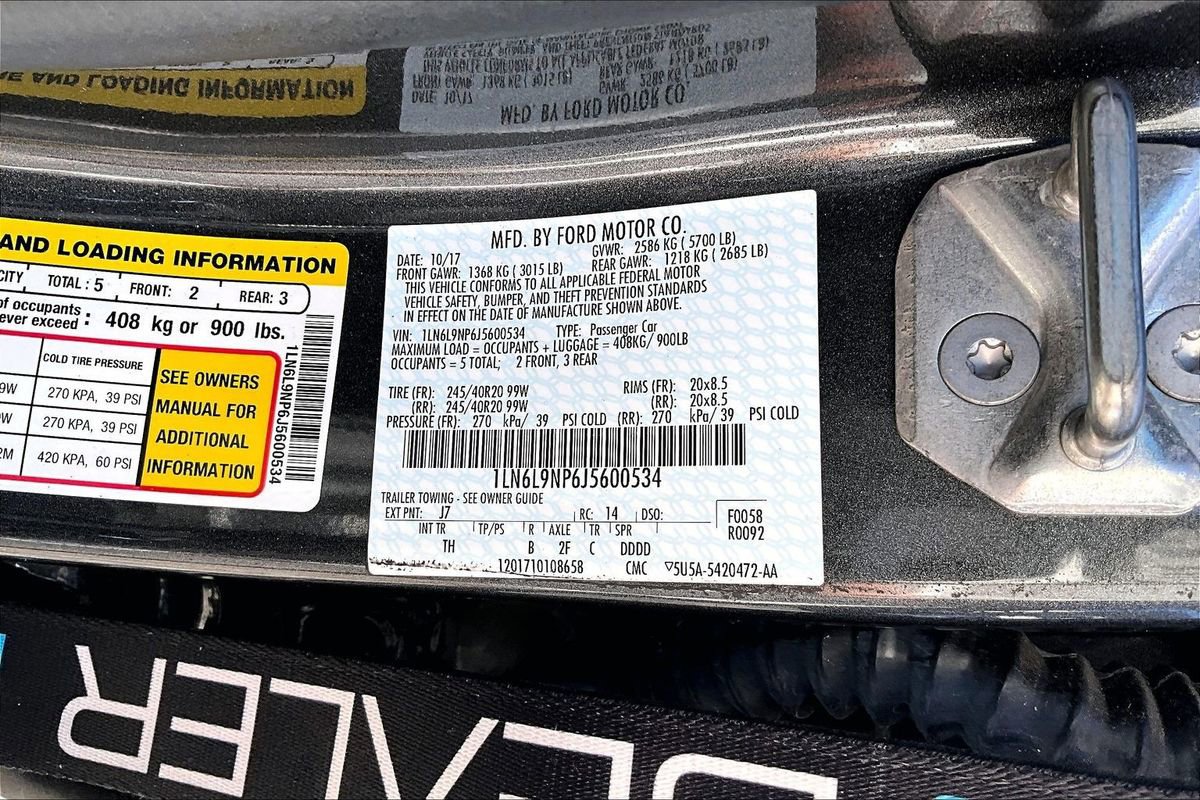 AND LOADING INFORMATION
CITY TOTAL : 5 FRONT: 2 REAR: 3
of occupants
ever exceed : 408 kg or 900 lbs.
COLD TIRE PRESSURE
9W 270 KPA, 39 PSI
0W 270 KPA, 39 PSI
2M 420 KPA, 60 PSI
SEE OWNERS
MANUAL FOR
ADDITIONAL
INFORMATION
1LN6L9NP6J5600534
MFD. BY FORD MOTOR CO.
DATE: 10/17 GVWR: 2586 KG ( 5700 LB)
FRONT GAWR: 1368 KG ( 3015 LB) REAR GAWR: 1218 KG ( 2685 LB)
THIS VEHICLE CONFORMS TO ALL APPLICABLE FEDERAL MOTOR
VEHICLE SAFETY, BUMPER, AND THEFT PREVENTION STANDARDS
IN EFFECT ON THE DATE OF MANUFACTURE SHOWN ABOVE.
VIN: 1LN6L9NP6J5600534 TYPE: Passenger Car
MAXIMUM LOAD = OCCUPANTS + LUGGAGE = 408KG/ 900LB
OCCUPANTS = 5 TOTAL; 2 FRONT, 3 REAR
TIRE (FR): 245/40R20 99W RIMS (FR): 20x8.5
(RR): 245/40R20 99W (RR): 20x8.5
PRESSURE (FR): 270 kPa/ 39 PSI COLD (RR): 270 kPa/ 39 PSI COLD
1LN6L9NP6J5600534
TRAILER TOWING - SEE OWNER GUIDE
EXT PNT: J7 RC: 14 DSO: F0058
INT TR TP/PS R AXLE TR SPR R0092
TH B 2F C DDDD
1201710108658 CMC ▽5U5A-5420472-AA
DEALER